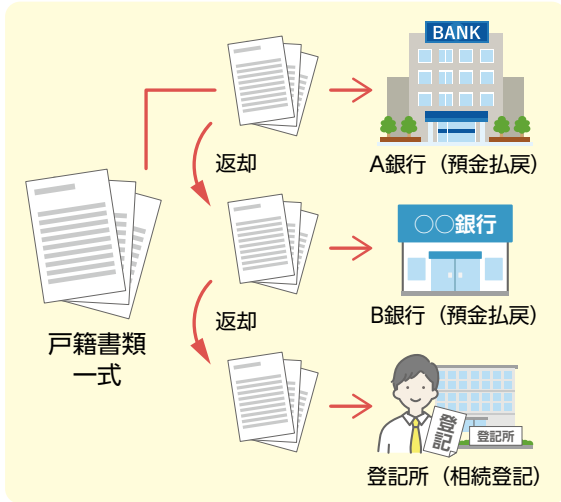 BANK
A銀行（預金払戻）
返却
○○銀行
B銀行（預金払戻）
戸籍書類
一式
返却
登記
登記所
登記所（相続登記）